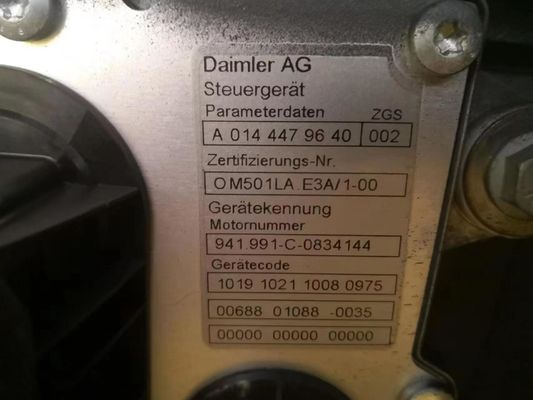 Daimler AG
Steuergerät
Parameterdaten ZGS
A 014 447 96 40 002
Zertifizierungs-Nr.
OM501LA.E3A/1-00
Gerätekennung
Motornummer
941.991-C-0834144
Gerätecode
1019 1021 1008 0975
00688 01088 -0035
00000 00000 00000